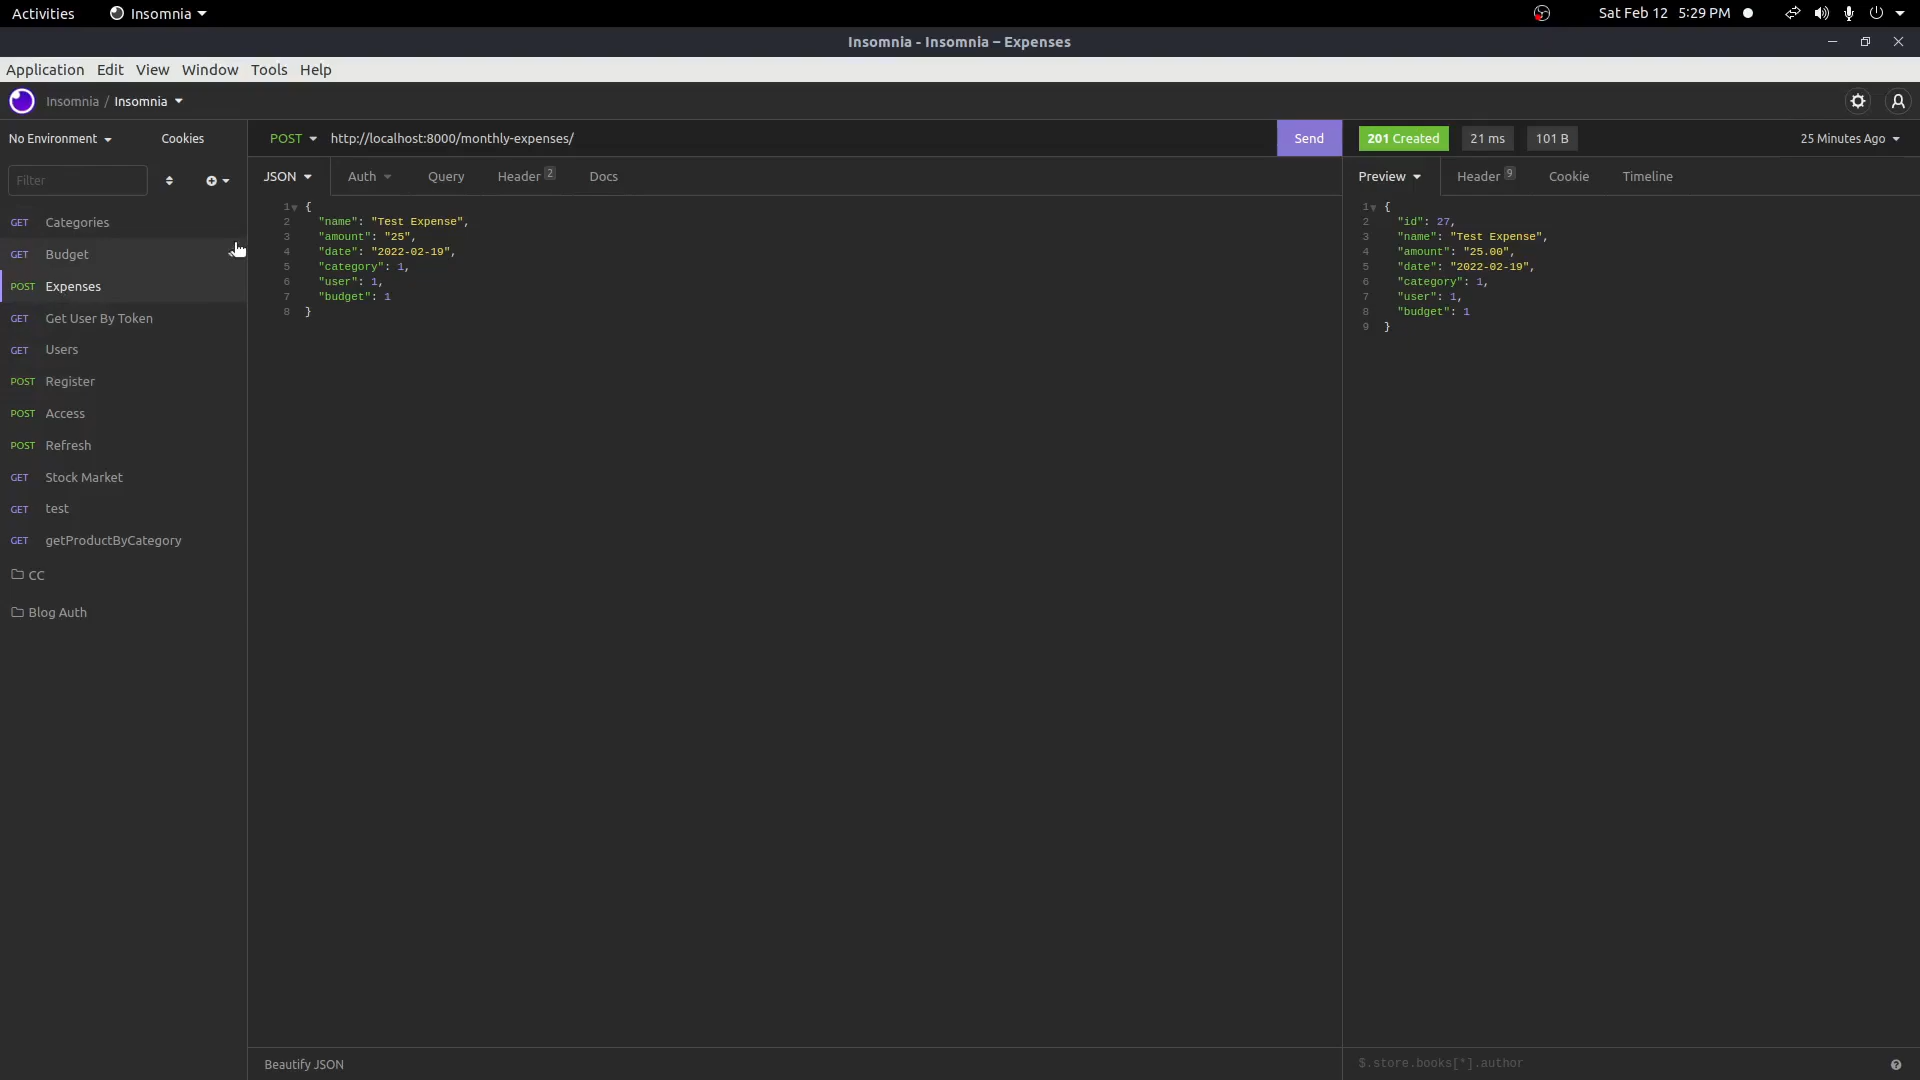 Activities Insomnia Sat Feb 12 5:29 PM
Insomnia - Insomnia – Expenses
Application Edit View Window Tools Help
Insomnia / Insomnia
No Environment Cookies
POST http://localhost:8000/monthly-expenses/ Send
201 Created 21 ms 101 B 25 Minutes Ago
Filter
JSON Auth Query Header 2 Docs
Preview Header 9 Cookie Timeline
GET Categories
GET Budget
POST Expenses
GET Get User By Token
GET Users
POST Register
POST Access
POST Refresh
GET Stock Market
GET test
GET getProductByCategory
CC
Blog Auth
1 {
2 "name": "Test Expense",
3 "amount": "25",
4 "date": "2022-02-19",
5 "category": 1,
6 "user": 1,
7 "budget": 1
8 }
1 {
2 "id": 27,
3 "name": "Test Expense",
4 "amount": "25.00",
5 "date": "2022-02-19",
6 "category": 1,
7 "user": 1,
8 "budget": 1
9 }
Beautify JSON
$.store.books[*].author